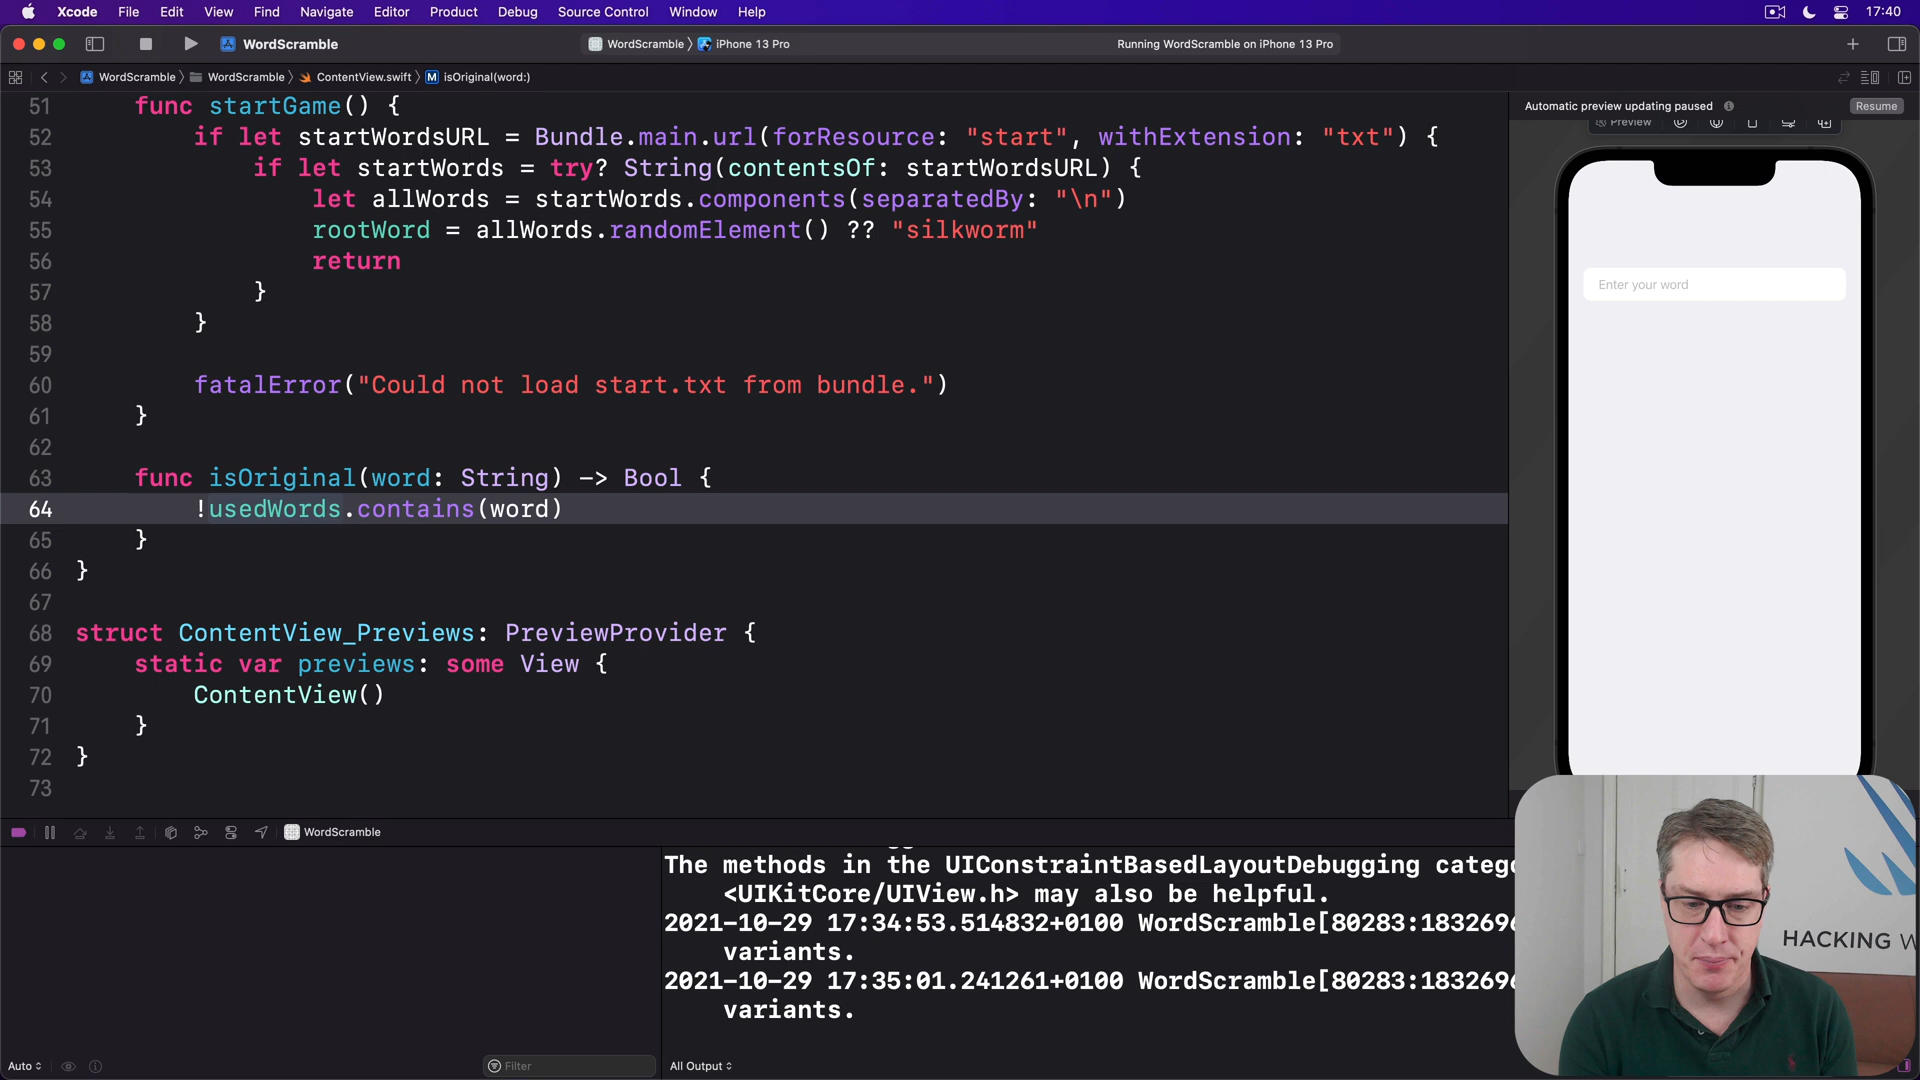 Xcode File Edit View Find Navigate Editor Product Debug Source Control Window Help 17:40
WordScramble WordScramble 〉 iPhone 13 Pro Running WordScramble on iPhone 13 Pro
WordScramble 〉 WordScramble 〉 ContentView.swift 〉 M isOriginal(word:)
Automatic preview updating paused Resume
Preview
51 func startGame() {
52 if let startWordsURL = Bundle.main.url(forResource: "start", withExtension: "txt") {
53 if let startWords = try? String(contentsOf: startWordsURL) {
54 let allWords = startWords.components(separatedBy: "\n")
55 rootWord = allWords.randomElement() ?? "silkworm"
56 return
57 }
58 }
59
60 fatalError("Could not load start.txt from bundle.")
61 }
62
63 func isOriginal(word: String) -> Bool {
64 !usedWords.contains(word)
65 }
66 }
67
68 struct ContentView_Previews: PreviewProvider {
69 static var previews: some View {
70 ContentView()
71 }
72 }
73
Enter your word
WordScramble
The methods in the UIConstraintBasedLayoutDebugging catego
<UIKitCore/UIView.h> may also be helpful.
2021-10-29 17:34:53.514832+0100 WordScramble[80283:1832696
variants.
2021-10-29 17:35:01.241261+0100 WordScramble[80283:1832696
variants.
HACKING W
Auto Filter All Output